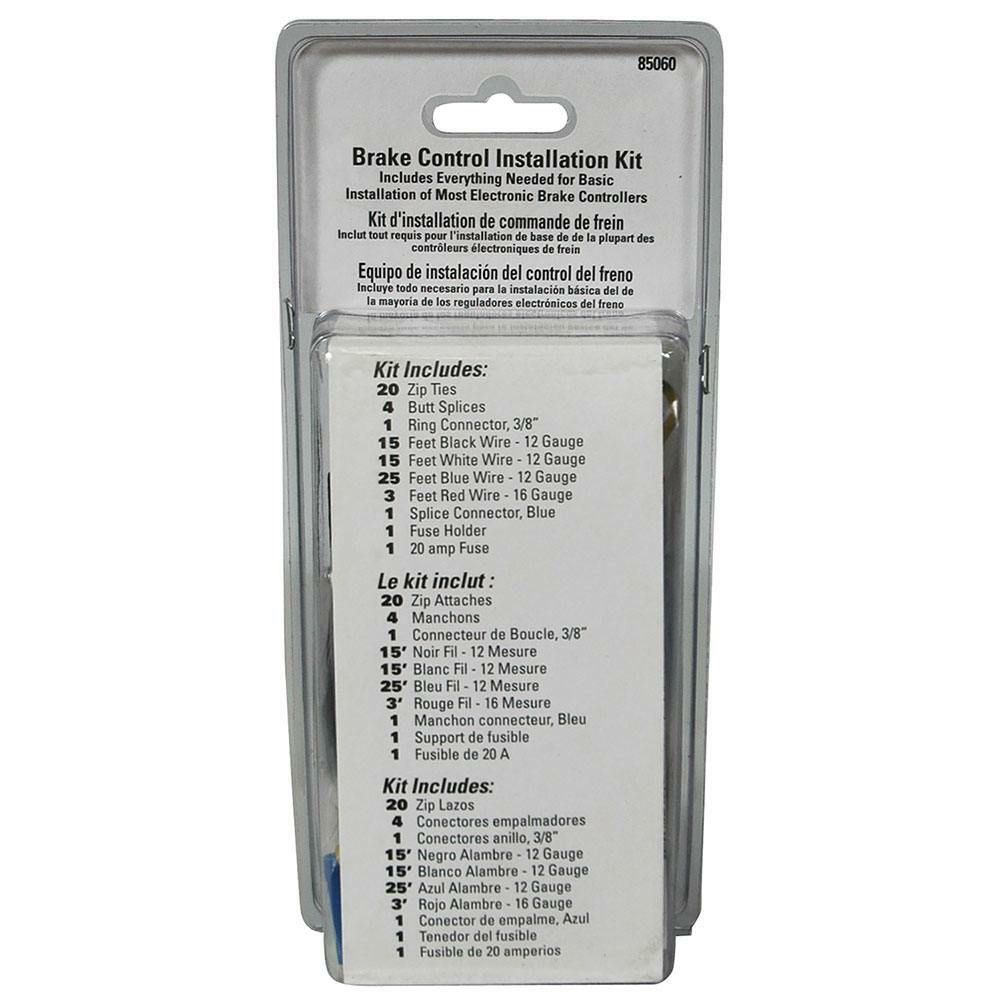 85060
Brake Control Installation Kit
Includes Everything Needed for Basic
Installation of Most Electronic Brake Controllers
Kit d'installation de commande de frein
Inclut tout requis pour l'installation de base de de la plupart des
contrôleurs électroniques de frein
Equipo de instalación del control del freno
Incluye todo necesario para la instalación básica del de
la mayoría de los reguladores electrónicos del freno
Kit Includes:
20 Zip Ties
4 Butt Splices
1 Ring Connector, 3/8"
15 Feet Black Wire - 12 Gauge
15 Feet White Wire - 12 Gauge
25 Feet Blue Wire - 12 Gauge
3 Feet Red Wire - 16 Gauge
1 Splice Connector, Blue
1 Fuse Holder
1 20 amp Fuse
Le kit inclut :
20 Zip Attaches
4 Manchons
1 Connecteur de Boucle, 3/8"
15' Noir Fil - 12 Mesure
15' Blanc Fil - 12 Mesure
25' Bleu Fil - 12 Mesure
3' Rouge Fil - 16 Mesure
1 Manchon connecteur, Bleu
1 Support de fusible
1 Fusible de 20 A
Kit Includes:
20 Zip Lazos
4 Conectores empalmadores
1 Conectores anillo, 3/8"
15' Negro Alambre - 12 Gauge
15' Blanco Alambre - 12 Gauge
25' Azul Alambre - 12 Gauge
3' Rojo Alambre - 16 Gauge
1 Conector de empalme, Azul
1 Tenedor del fusible
1 Fusible de 20 amperios